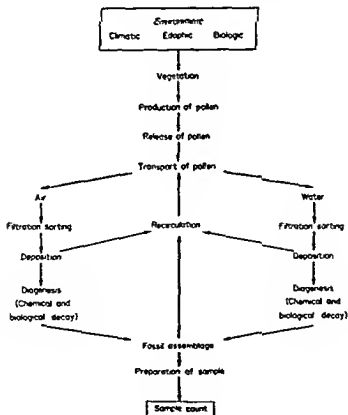 Environment
Climatic Edaphic Biologic
Vegetation
Production of pollen
Release of pollen
Transport of pollen
Air Water
Filtration sorting Filtration sorting
Recirculation
Deposition Deposition
Diagenesis Diagenesis
(Chemical and (Chemical and
biological decay) biological decay)
Fossil assemblage
Preparation of sample
Sample count